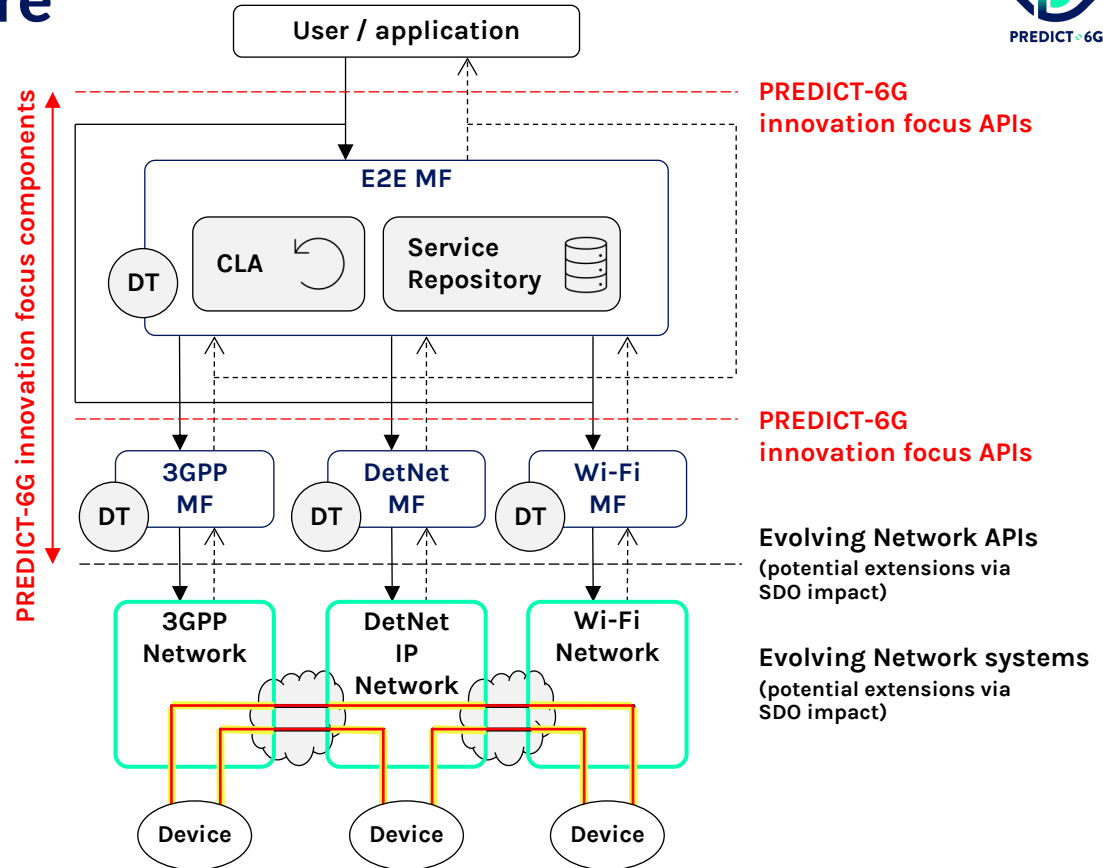 re
PREDICT-6G
User / application
PREDICT-6G innovation focus components
PREDICT-6G
innovation focus APIs
E2E MF
CLA
Service
Repository
DT
PREDICT-6G
innovation focus APIs
3GPP
MF
DT
DetNet
MF
DT
Wi-Fi
MF
DT
Evolving Network APIs
(potential extensions via
SDO impact)
3GPP
Network
DetNet
IP
Network
Wi-Fi
Network
Evolving Network systems
(potential extensions via
SDO impact)
Device
Device
Device